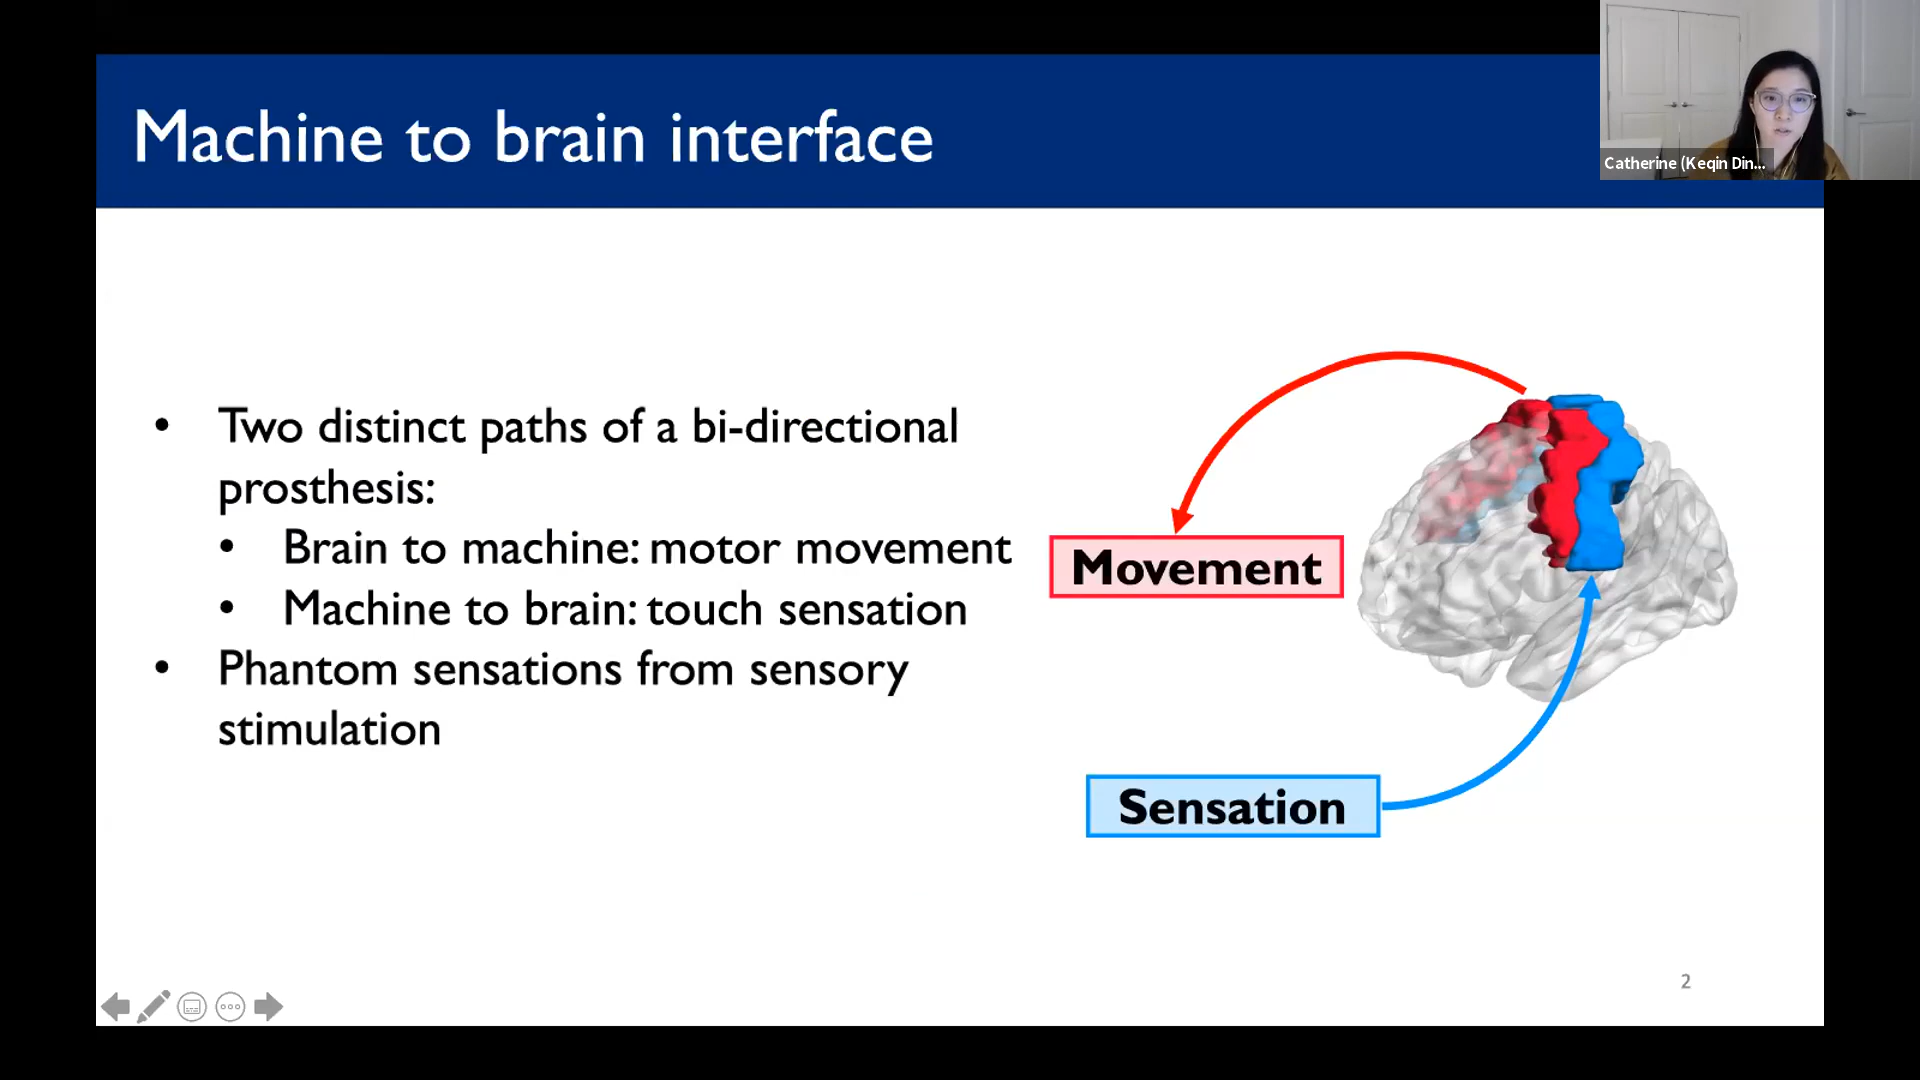 Machine to brain interface
Catherine (Keqin Din...
• Two distinct paths of a bi-directional
prosthesis:
• Brain to machine: motor movement
• Machine to brain: touch sensation
• Phantom sensations from sensory
stimulation
Movement
Sensation
2